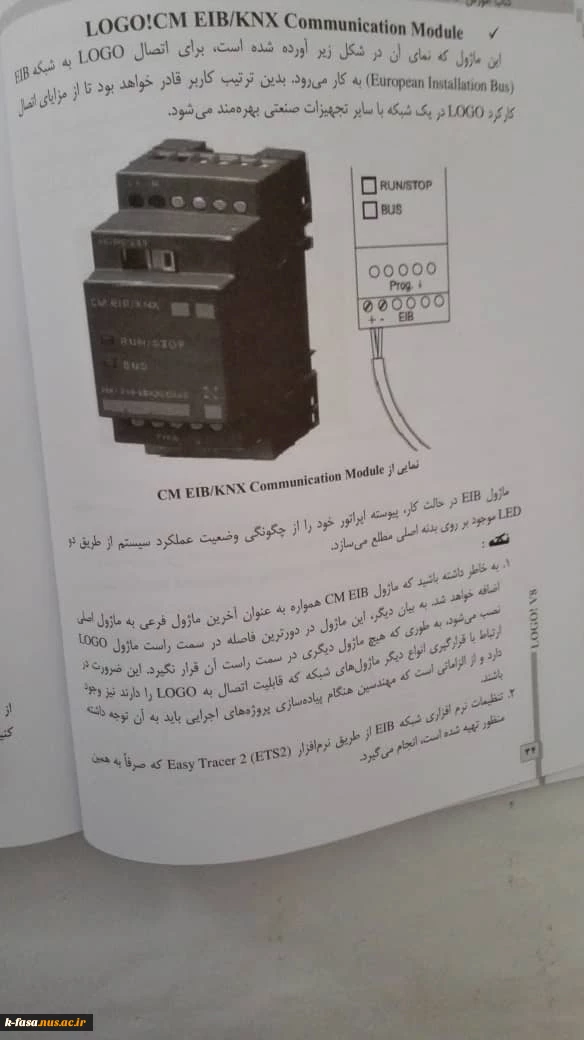 کتاب آموزش
✓ LOGO!CM EIB/KNX Communication Module
این ماژول که نمای آن در شکل زیر آورده شده است، برای اتصال LOGO به شبکه EIB
(European Installation Bus) به کار می‌رود. بدین ترتیب کاربر قادر خواهد بود تا از مزایای اتصال
کارکرد LOGO در یک شبکه با سایر تجهیزات صنعتی بهره‌مند می‌شود.
CM EIB/KNX
RUN/STOP
BUS
RUN/STOP
BUS
Prog.
+ - EIB
نمایی از CM EIB/KNX Communication Module
ماژول EIB در حالت کار، پیوسته اپراتور خود را از چگونگی وضعیت عملکرد سیستم از طریق دو
LED موجود بر روی بدنه اصلی مطلع می‌سازد.
نکته :
۱. به خاطر داشته باشید که ماژول CM EIB همواره به عنوان آخرین ماژول فرعی به ماژول اصلی
اضافه خواهد شد. به بیان دیگر، این ماژول در دورترین فاصله در سمت راست ماژول LOGO
نصب می‌شود، به طوری که هیچ ماژول دیگری در سمت راست آن قرار نگیرد. این ضرورت در
ارتباط با قرارگیری انواع دیگر ماژول‌های شبکه که قابلیت اتصال به LOGO را دارند نیز وجود
دارد و از الزاماتی است که مهندسین هنگام پیاده‌سازی پروژه‌های اجرایی باید به آن توجه داشته
باشند.
۲. تنظیمات نرم افزاری شبکه EIB از طریق نرم‌افزار Easy Tracer 2 (ETS2) که صرفاً به همین
منظور تهیه شده است، انجام می‌گیرد.
LOGO! V8
۳۴
از
کنید
k-fasa.nus.ac.ir